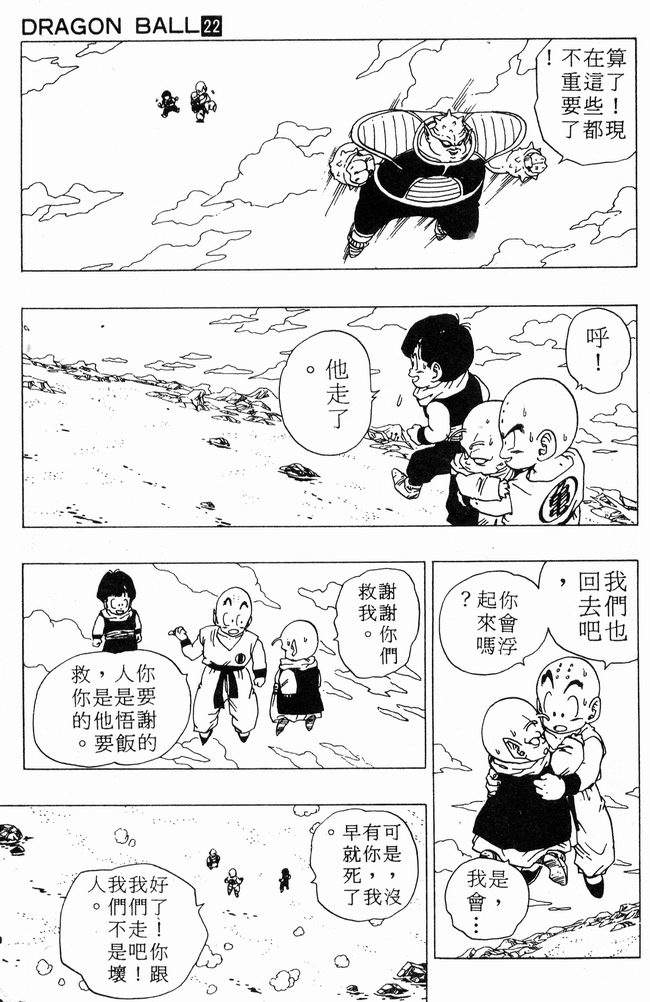 DRAGON BALL 22
算了！現
在這些都
不重要了
！
呼！
他走了
。
我們也
回去吧
，
你會浮
起來嗎
？
是，
我會…
謝謝你們
救我。
你要謝的
人是悟飯
，是他要
救你的。
可是，沒
有你，我
早就死了
。
好了！你跟
我們走吧！
我們不是壞
人。
龜